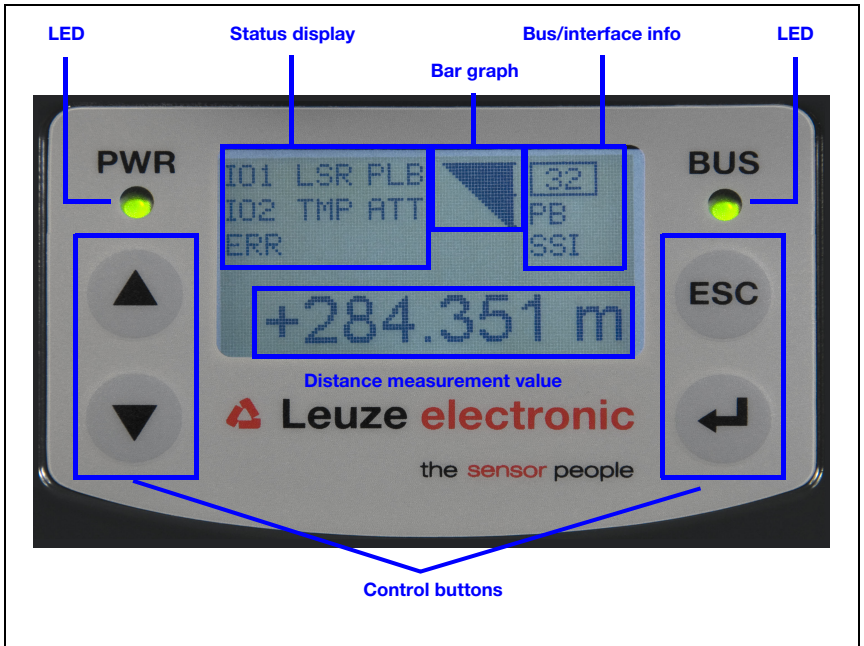 LED Status display Bus/interface info LED
Bar graph
PWR BUS
IO1 LSR PLB 32
IO2 TMP ATT PB
ERR SSI
ESC
+284.351 m
Distance measurement value
Leuze electronic
the sensor people
Control buttons